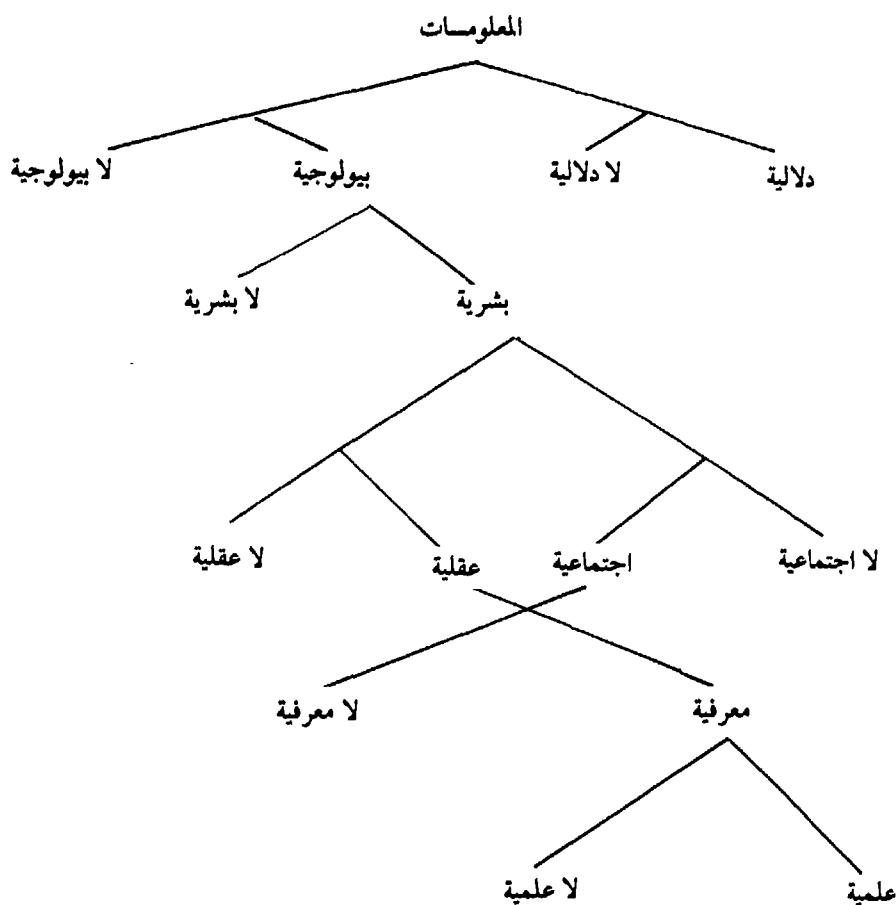 المعلومسات
دلالية لا دلالية بيولوجية لا بيولوجية
بشرية لا بشرية
لا اجتماعية اجتماعية عقلية لا عقلية
معرفية لا معرفية
علمية لا علمية